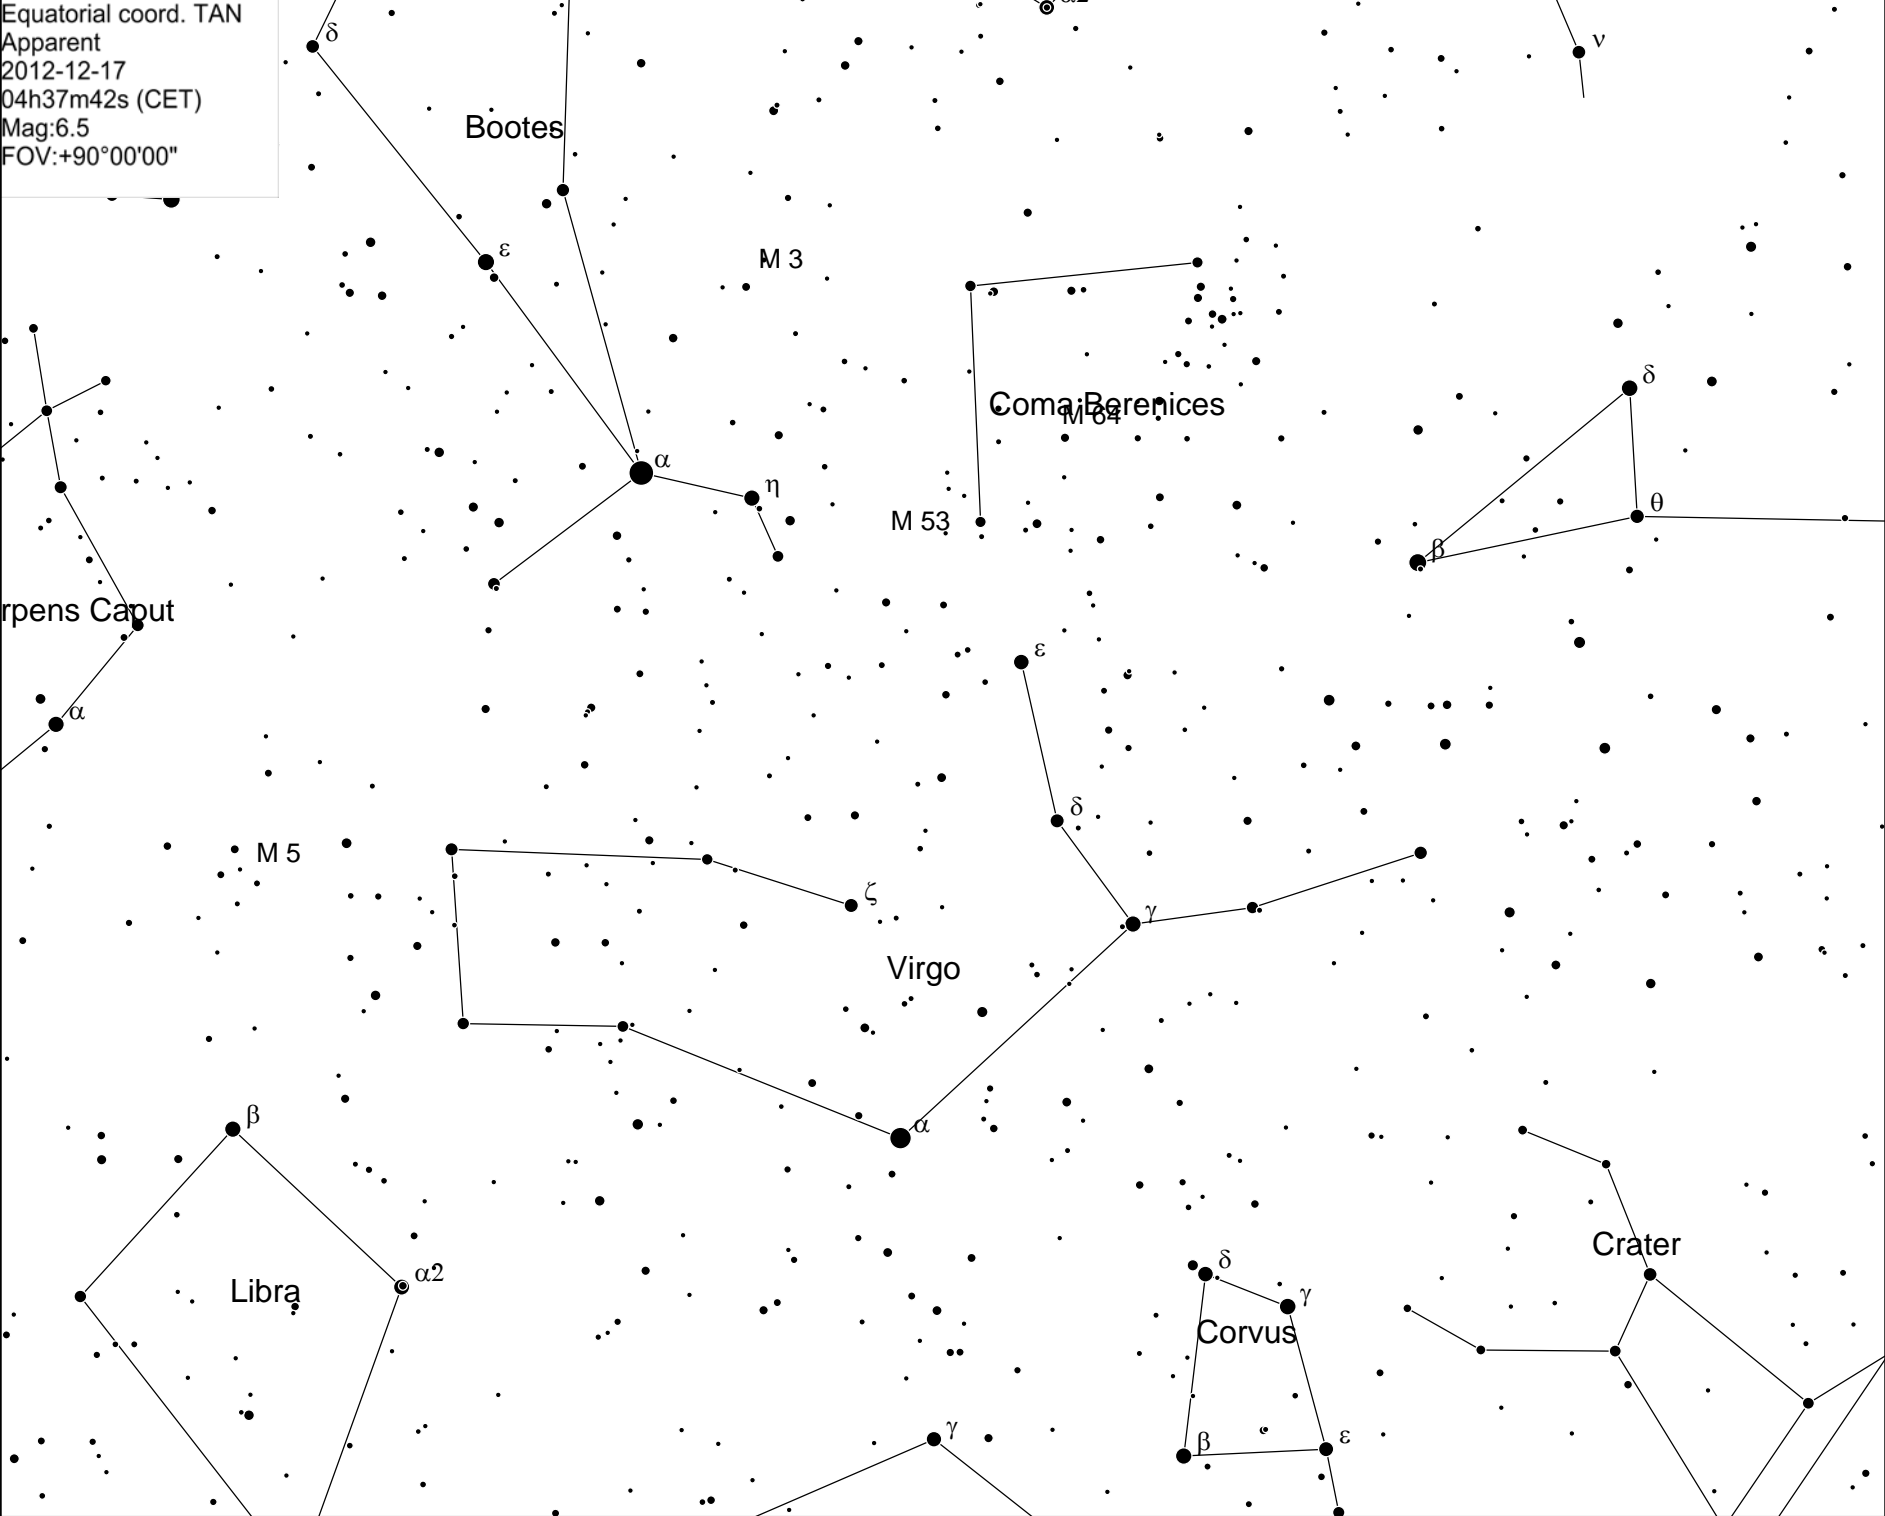 Equatorial coord. TAN
Apparent
2012-12-17
04h37m42s (CET)
Mag:6.5
FOV:+90°00'00"
α2
δ
ν
Bootes
ε
M 3
δ
Coma Berenices
M 64
α
η
θ
M 53
β
rpens Caput
ε
α
δ
M 5
ζ
γ
Virgo
β
α
Crater
δ
α2
Libra
γ
Corvus
γ
β
ε